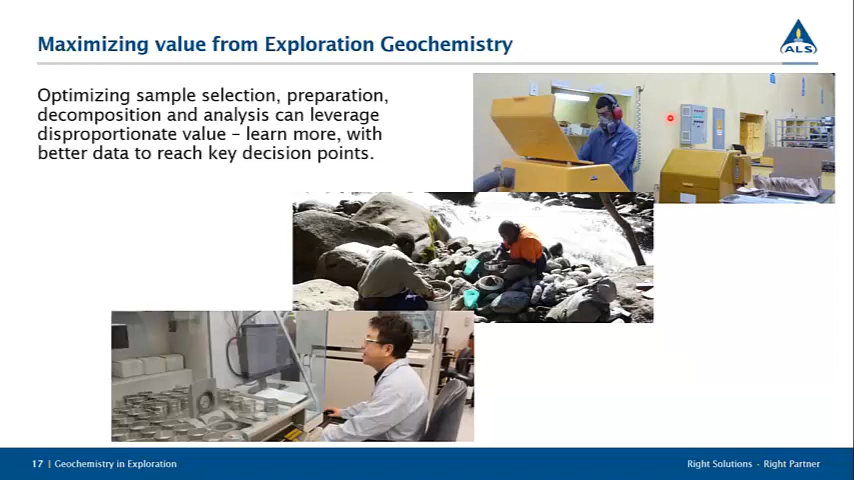 Maximizing value from Exploration Geochemistry
ALS
Optimizing sample selection, preparation,
decomposition and analysis can leverage
disproportionate value – learn more, with
better data to reach key decision points.
17 | Geochemistry in Exploration
Right Solutions - Right Partner